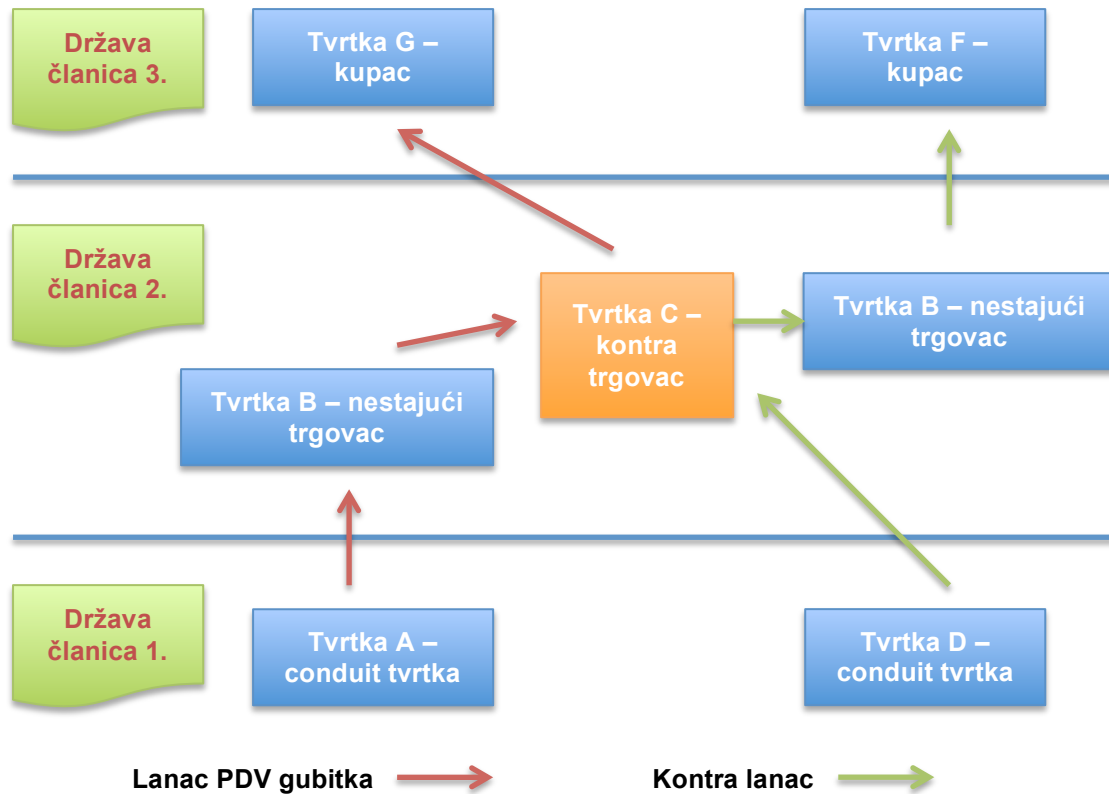 Država
članica 3.
Tvrtka G –
kupac
Tvrtka F –
kupac
Država
članica 2.
Tvrtka C –
kontra
trgovac
Tvrtka B – nestajući
trgovac
Tvrtka B – nestajući
trgovac
Država
članica 1.
Tvrtka A –
conduit tvrtka
Tvrtka D –
conduit tvrtka
Lanac PDV gubitka
Kontra lanac